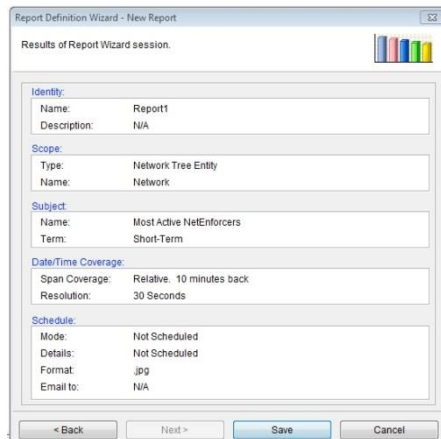 Report Definition Wizard - New Report
Results of Report Wizard session.
Identity:
Name: Report1
Description: N/A
Scope:
Type: Network Tree Entity
Name: Network
Subject:
Name: Most Active NetEnforcers
Term: Short-Term
Date/Time Coverage:
Span Coverage: Relative. 10 minutes back
Resolution: 30 Seconds
Schedule:
Mode: Not Scheduled
Details: Not Scheduled
Format: .jpg
Email to: N/A
< Back Next > Save Cancel